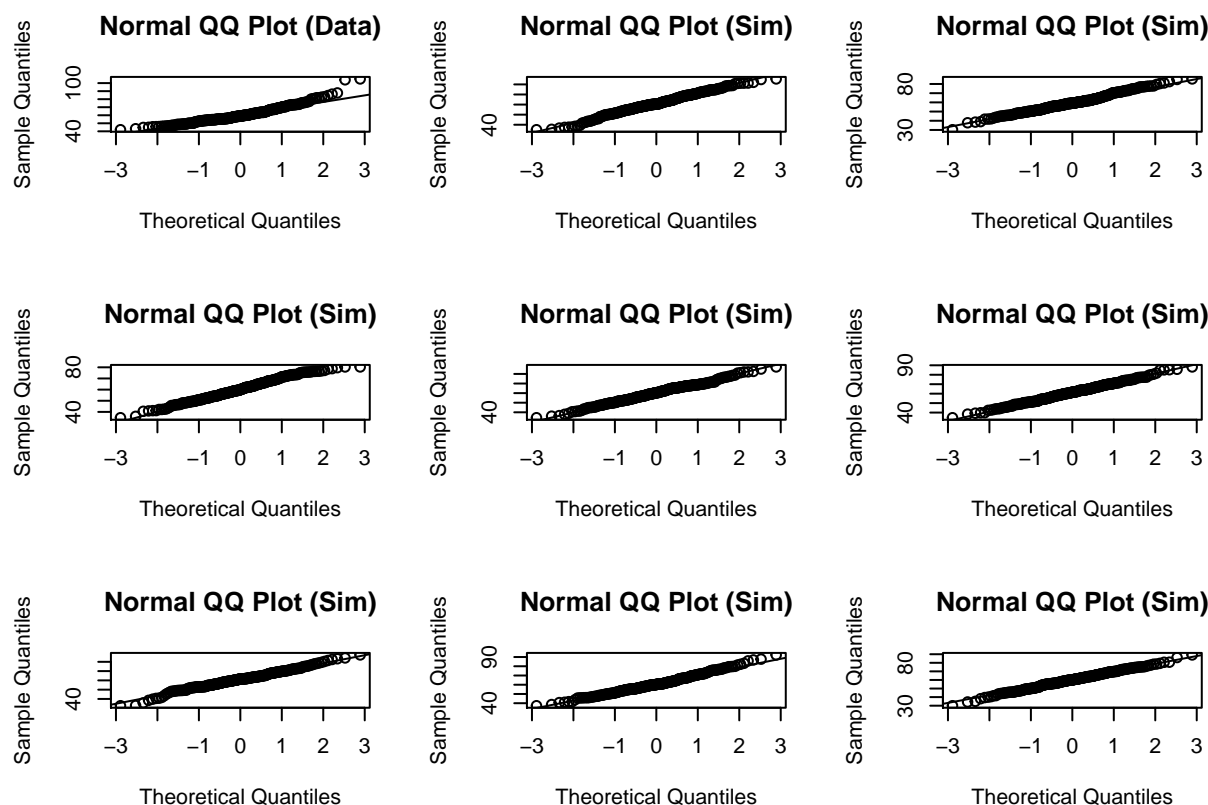 Normal QQ Plot (Data)
Sample Quantiles
40 100
−3 −1 0 1 2 3
Theoretical Quantiles
Normal QQ Plot (Sim)
Sample Quantiles
40
−3 −1 0 1 2 3
Theoretical Quantiles
Normal QQ Plot (Sim)
Sample Quantiles
30 80
−3 −1 0 1 2 3
Theoretical Quantiles
Normal QQ Plot (Sim)
Sample Quantiles
40 80
−3 −1 0 1 2 3
Theoretical Quantiles
Normal QQ Plot (Sim)
Sample Quantiles
40
−3 −1 0 1 2 3
Theoretical Quantiles
Normal QQ Plot (Sim)
Sample Quantiles
40 90
−3 −1 0 1 2 3
Theoretical Quantiles
Normal QQ Plot (Sim)
Sample Quantiles
40
−3 −1 0 1 2 3
Theoretical Quantiles
Normal QQ Plot (Sim)
Sample Quantiles
40 90
−3 −1 0 1 2 3
Theoretical Quantiles
Normal QQ Plot (Sim)
Sample Quantiles
30 80
−3 −1 0 1 2 3
Theoretical Quantiles